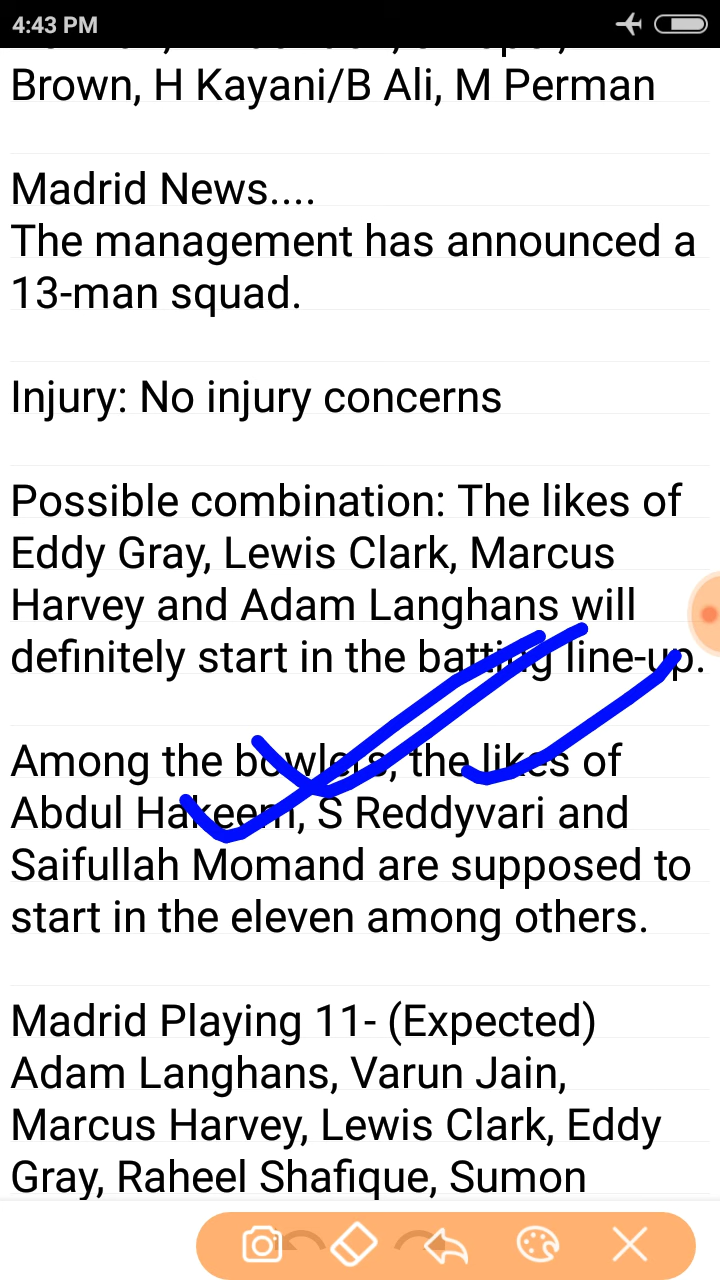 4:43 PM
Brown, H Kayani/B Ali, M Perman
Madrid News....
The management has announced a
13-man squad.
Injury: No injury concerns
Possible combination: The likes of
Eddy Gray, Lewis Clark, Marcus
Harvey and Adam Langhans will
definitely start in the batting line-up.
Among the bowlers, the likes of
Abdul Hakeem, S Reddyvari and
Saifullah Momand are supposed to
start in the eleven among others.
Madrid Playing 11- (Expected)
Adam Langhans, Varun Jain,
Marcus Harvey, Lewis Clark, Eddy
Gray, Raheel Shafique, Sumon